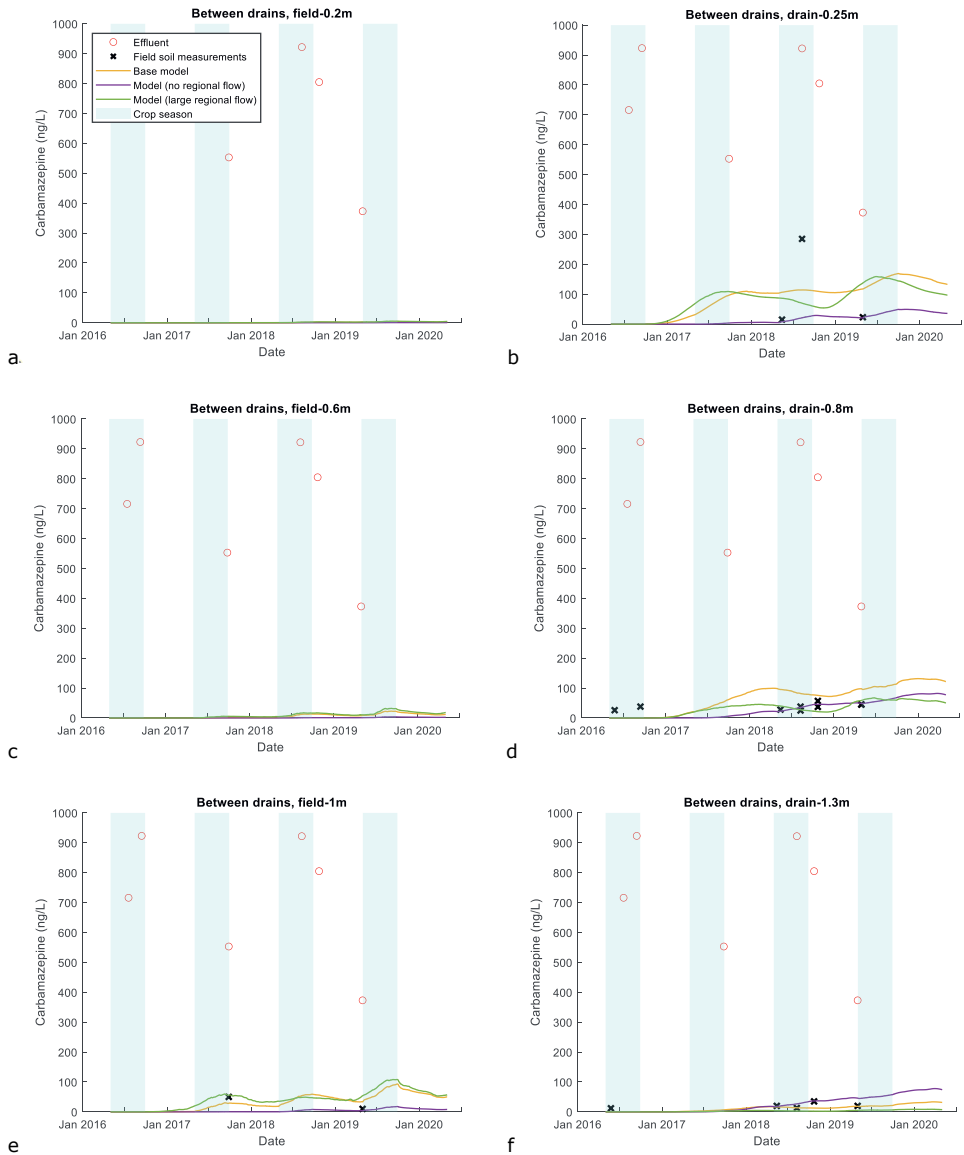 Between drains, field-0.2m
Carbamazepine (ng/L)
1000
900
800
700
600
500
400
300
200
100
0
Effluent
Field soil measurements
Base model
Model (no regional flow)
Model (large regional flow)
Crop season
Jan 2016 Jan 2017 Jan 2018 Jan 2019 Jan 2020
Date
a.
Between drains, drain-0.25m
Carbamazepine (ng/L)
1000
900
800
700
600
500
400
300
200
100
0
Jan 2016 Jan 2017 Jan 2018 Jan 2019 Jan 2020
Date
b
Between drains, field-0.6m
Carbamazepine (ng/L)
1000
900
800
700
600
500
400
300
200
100
0
Jan 2016 Jan 2017 Jan 2018 Jan 2019 Jan 2020
Date
c
Between drains, drain-0.8m
Carbamazepine (ng/L)
1000
900
800
700
600
500
400
300
200
100
0
Jan 2016 Jan 2017 Jan 2018 Jan 2019 Jan 2020
Date
d
Between drains, field-1m
Carbamazepine (ng/L)
1000
900
800
700
600
500
400
300
200
100
0
Jan 2016 Jan 2017 Jan 2018 Jan 2019 Jan 2020
Date
e
Between drains, drain-1.3m
Carbamazepine (ng/L)
1000
900
800
700
600
500
400
300
200
100
0
Jan 2016 Jan 2017 Jan 2018 Jan 2019 Jan 2020
Date
f